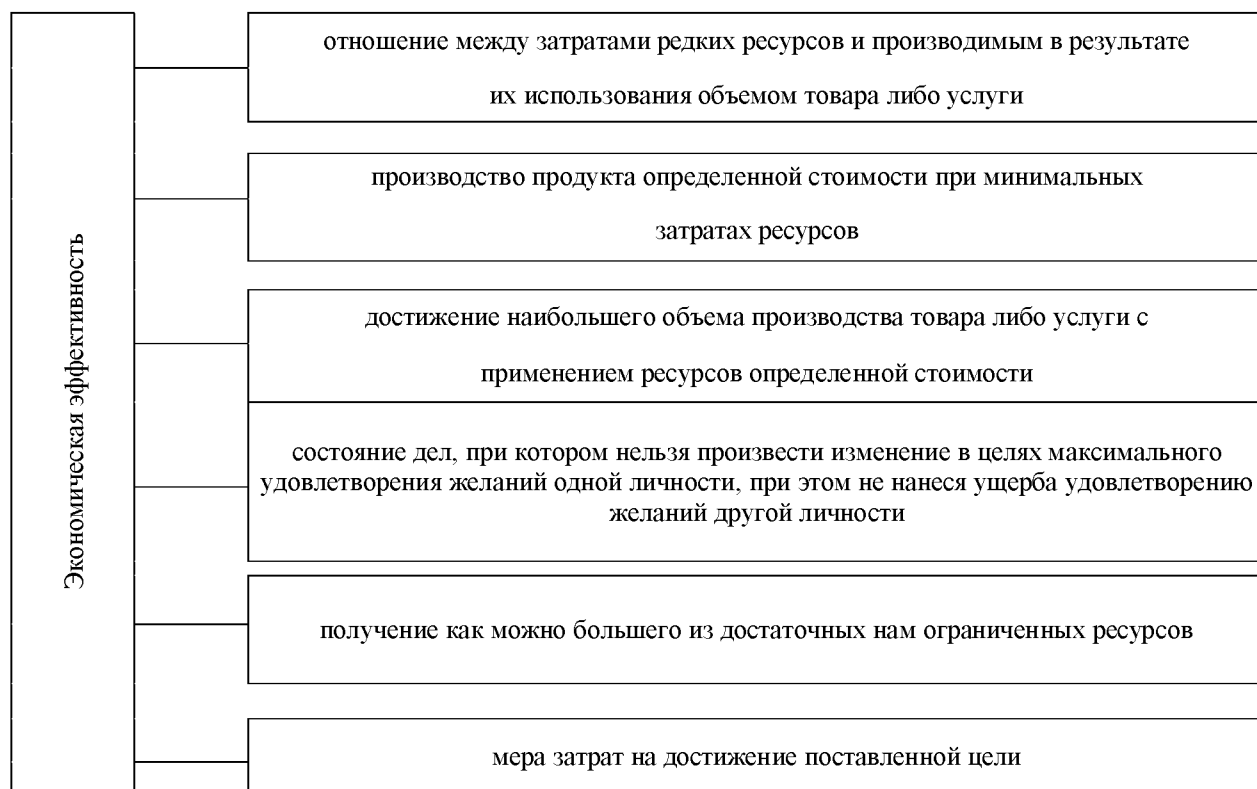 Экономическая эффективность
отношение между затратами редких ресурсов и производимым в результате
их использования объемом товара либо услуги
производство продукта определенной стоимости при минимальных
затратах ресурсов
достижение наибольшего объема производства товара либо услуги с
применением ресурсов определенной стоимости
состояние дел, при котором нельзя произвести изменение в целях максимального
удовлетворения желаний одной личности, при этом не нанеся ущерба удовлетворению
желаний другой личности
получение как можно большего из достаточных нам ограниченных ресурсов
мера затрат на достижение поставленной цели